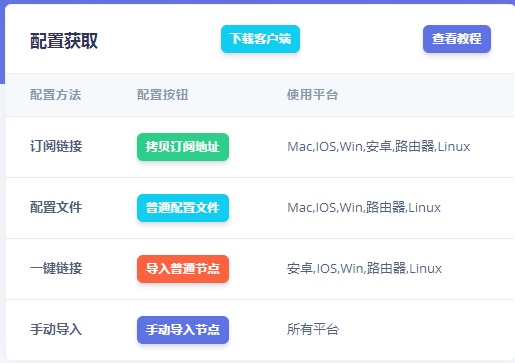 配置获取 下载客户端 查看教程
配置方法 配置按钮 使用平台
订阅链接 拷贝订阅地址 Mac,IOS,Win,安卓,路由器,Linux
配置文件 普通配置文件 Mac,IOS,Win,路由器,Linux
一键链接 导入普通节点 安卓,IOS,Win,路由器,Linux
手动导入 手动导入节点 所有平台